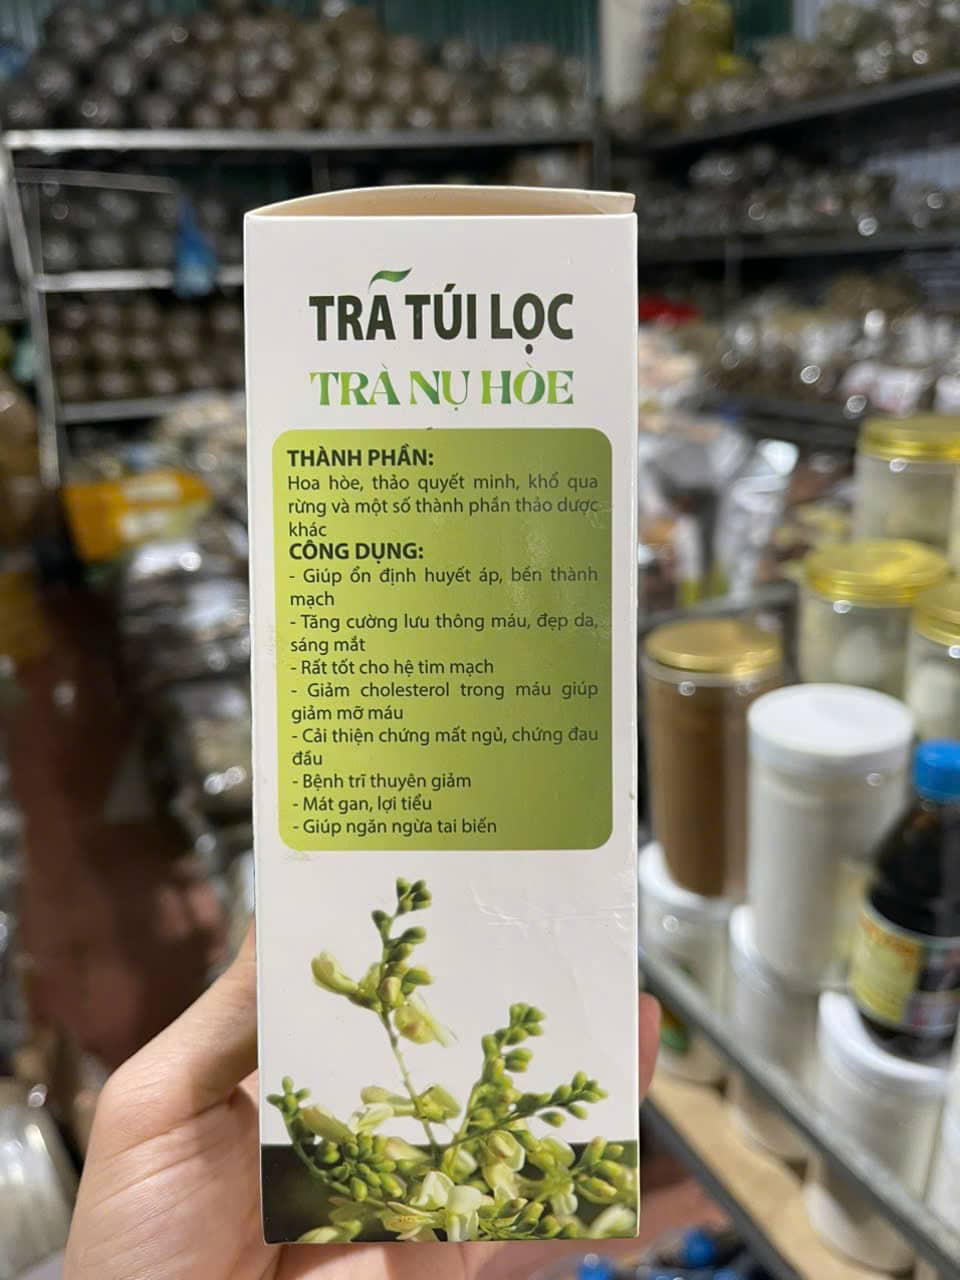 TRÃ TÚI LỌC
TRÀ NỤ HÒE
THÀNH PHẦN:
Hoa hòe, thảo quyết minh, khổ qua
rừng và một số thành phần thảo dược
khác
CÔNG DỤNG:
- Giúp ổn định huyết áp, bền thành
mạch
- Tăng cường lưu thông máu, đẹp da,
sáng mắt
- Rất tốt cho hệ tim mạch
- Giảm cholesterol trong máu giúp
giảm mỡ máu
- Cải thiện chứng mất ngủ, chứng đau
đầu
- Bệnh trĩ thuyên giảm
- Mát gan, lợi tiểu
- Giúp ngăn ngừa tai biến